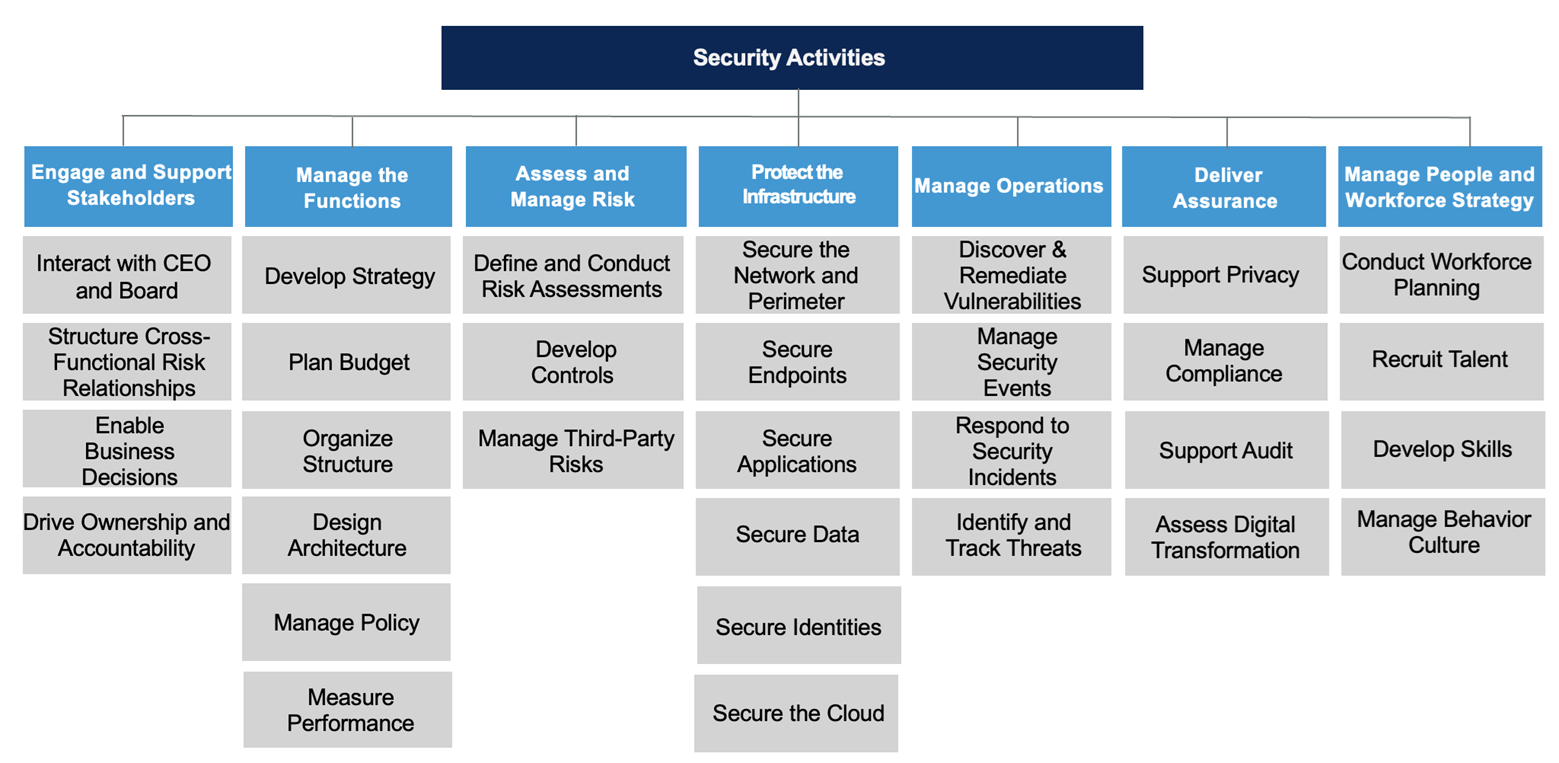 Security Activities
Engage and Support
Stakeholders
Interact with CEO
and Board
Structure Cross-
Functional Risk
Relationships
Enable
Business
Decisions
Drive Ownership and
Accountability
Manage the
Functions
Develop Strategy
Plan Budget
Organize
Structure
Design
Architecture
Manage Policy
Measure
Performance
Assess and
Manage Risk
Define and Conduct
Risk Assessments
Develop
Controls
Manage Third-Party
Risks
Protect the
Infrastructure
Secure the
Network and
Perimeter
Secure
Endpoints
Secure
Applications
Secure Data
Secure Identities
Secure the Cloud
Manage Operations
Discover &
Remediate
Vulnerabilities
Manage
Security
Events
Respond to
Security
Incidents
Identify and
Track Threats
Deliver
Assurance
Support Privacy
Manage
Compliance
Support Audit
Assess Digital
Transformation
Manage People and
Workforce Strategy
Conduct Workforce
Planning
Recruit Talent
Develop Skills
Manage Behavior
Culture